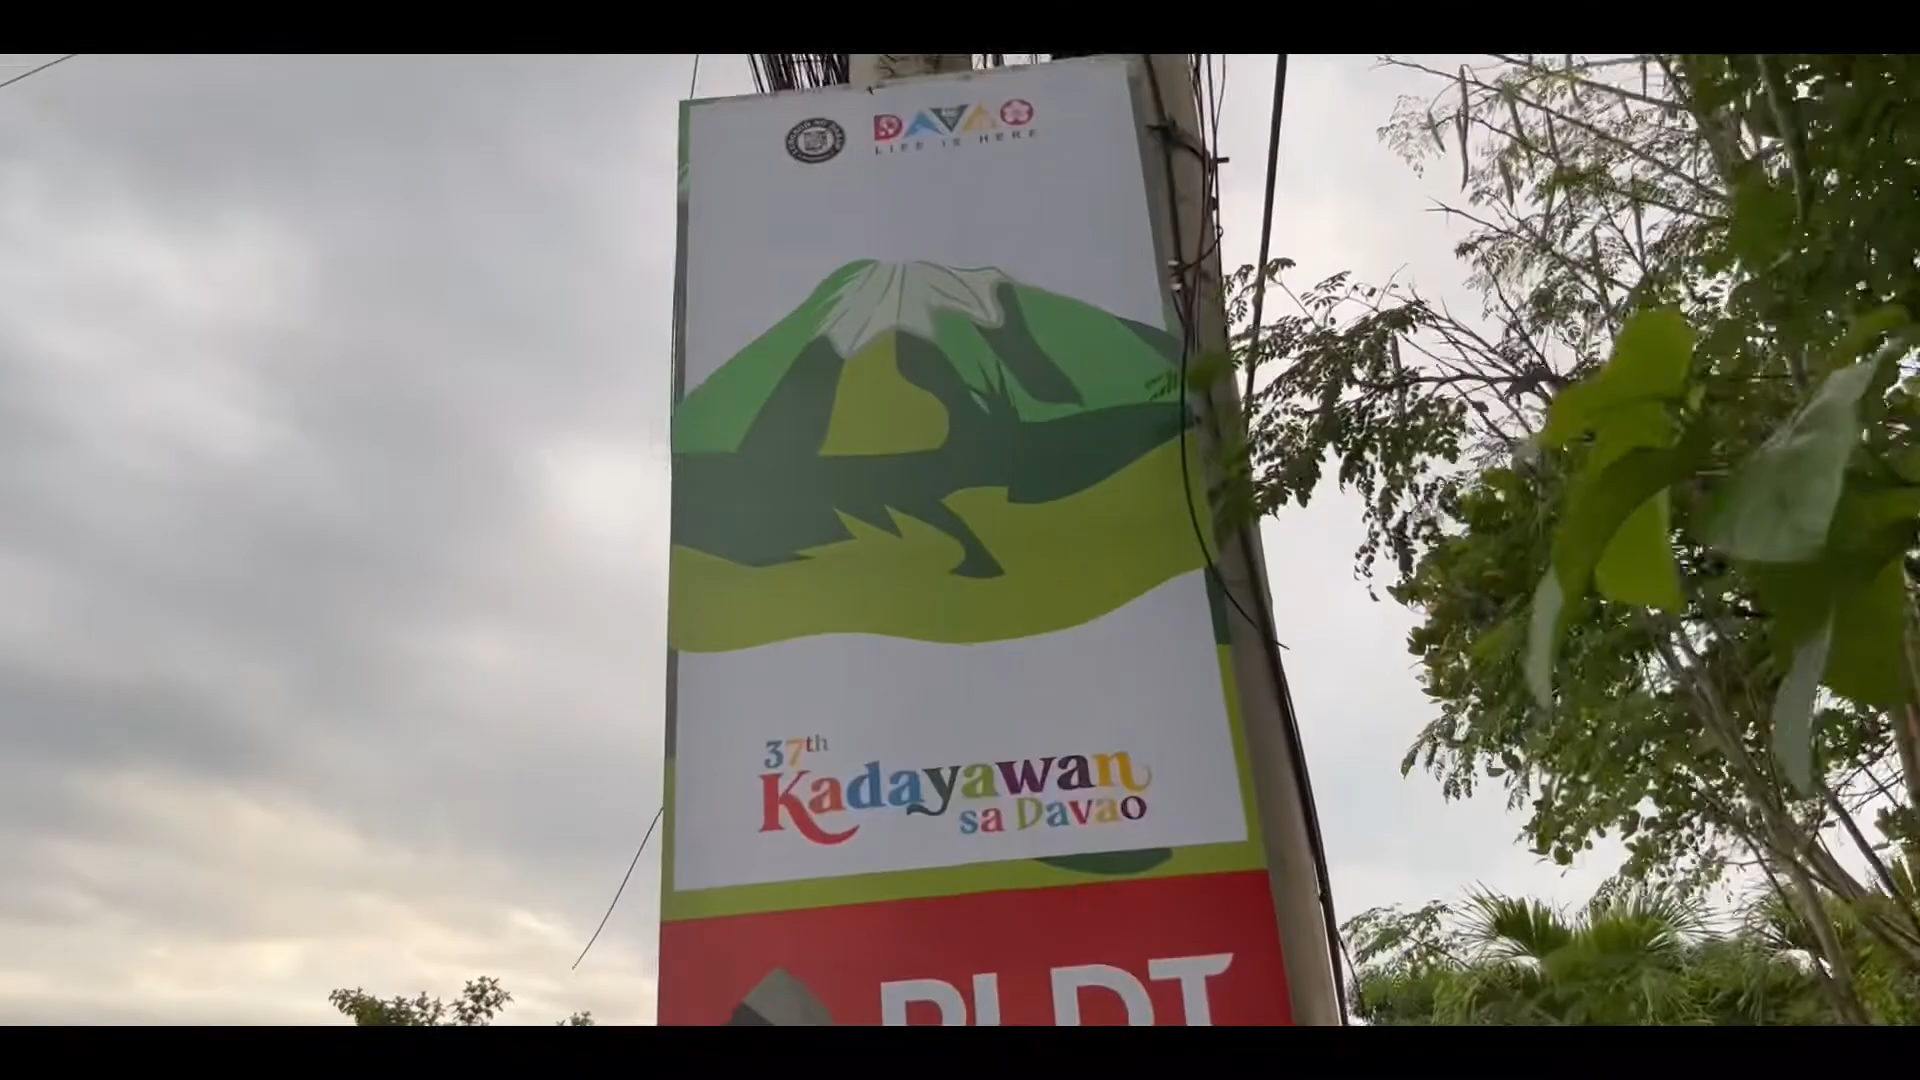 DAVAO
LIFE IS HERE
37th
Kadayawan
sa Davao
PLDT